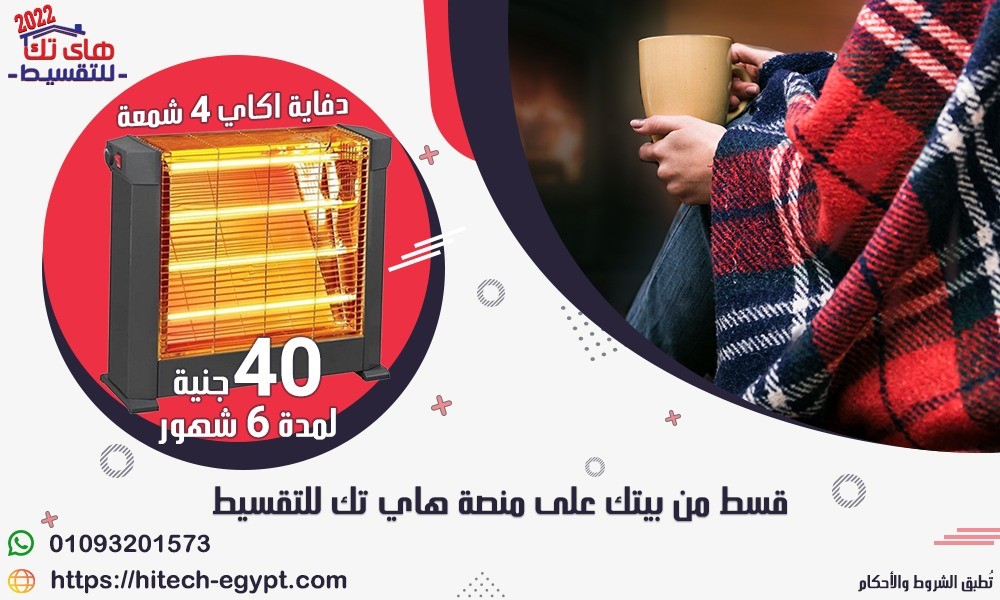 2022
هاى تك
-للتقسيط-
دفاية اكاي 4 شمعة
40 جنية
لمدة 6 شهور
قسط من بيتك على منصة هاي تك للتقسيط
01093201573
https://hitech-egypt.com
تُطبق الشروط والأحكام